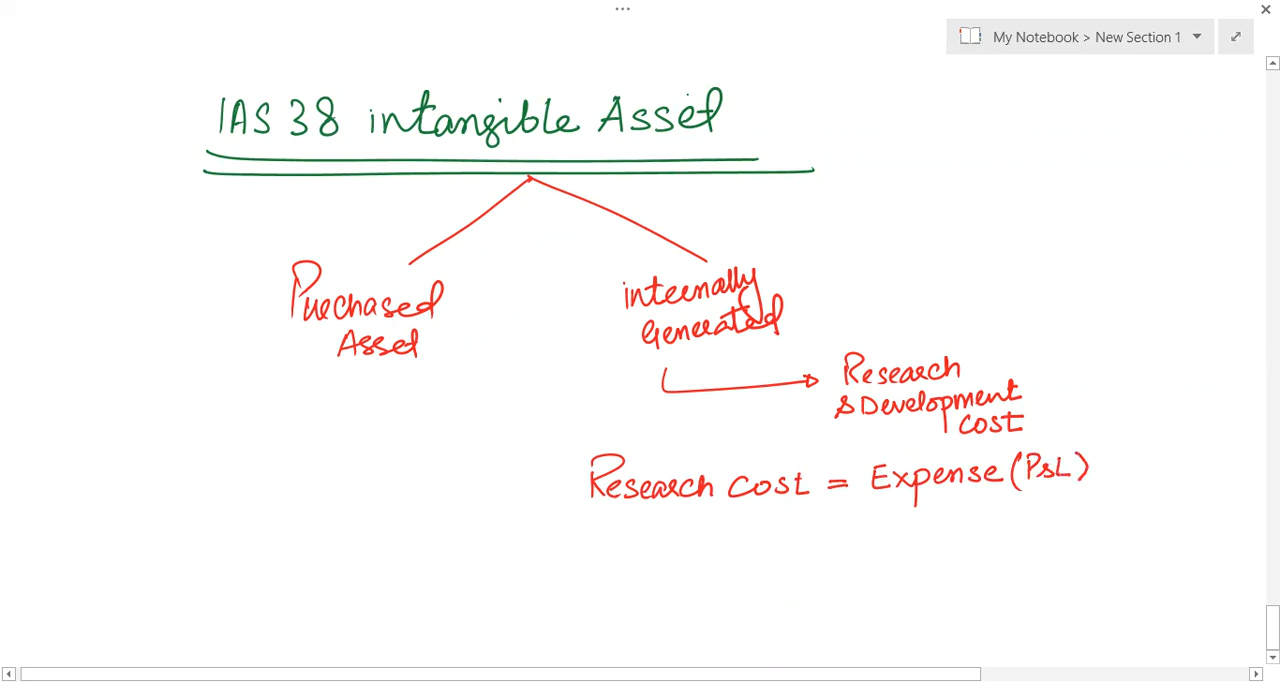 ...
My Notebook > New Section 1
IAS 38 intangible Asset
Purchased
Asset
internally
Generated
Research
& Development
cost
Research cost = Expense (P&L)